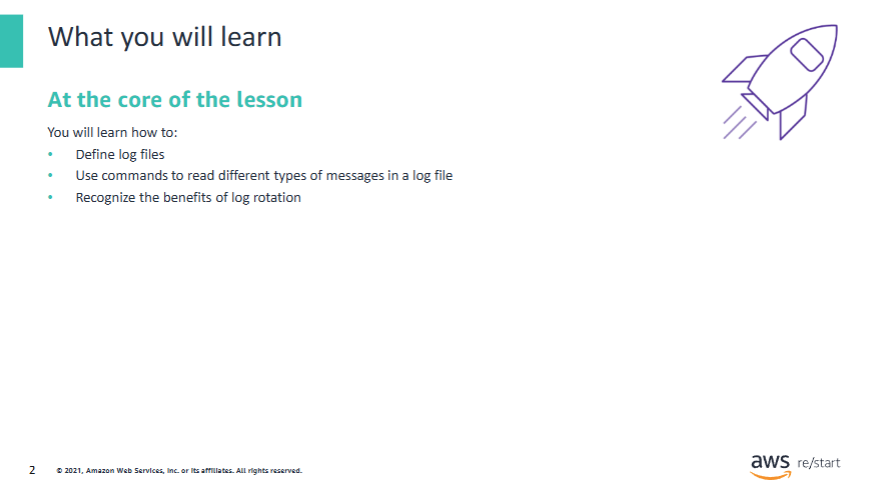 What you will learn
At the core of the lesson
You will learn how to:
• Define log files
• Use commands to read different types of messages in a log file
• Recognize the benefits of log rotation
2 © 2021, Amazon Web Services, Inc. or its affiliates. All rights reserved.
aws re/start